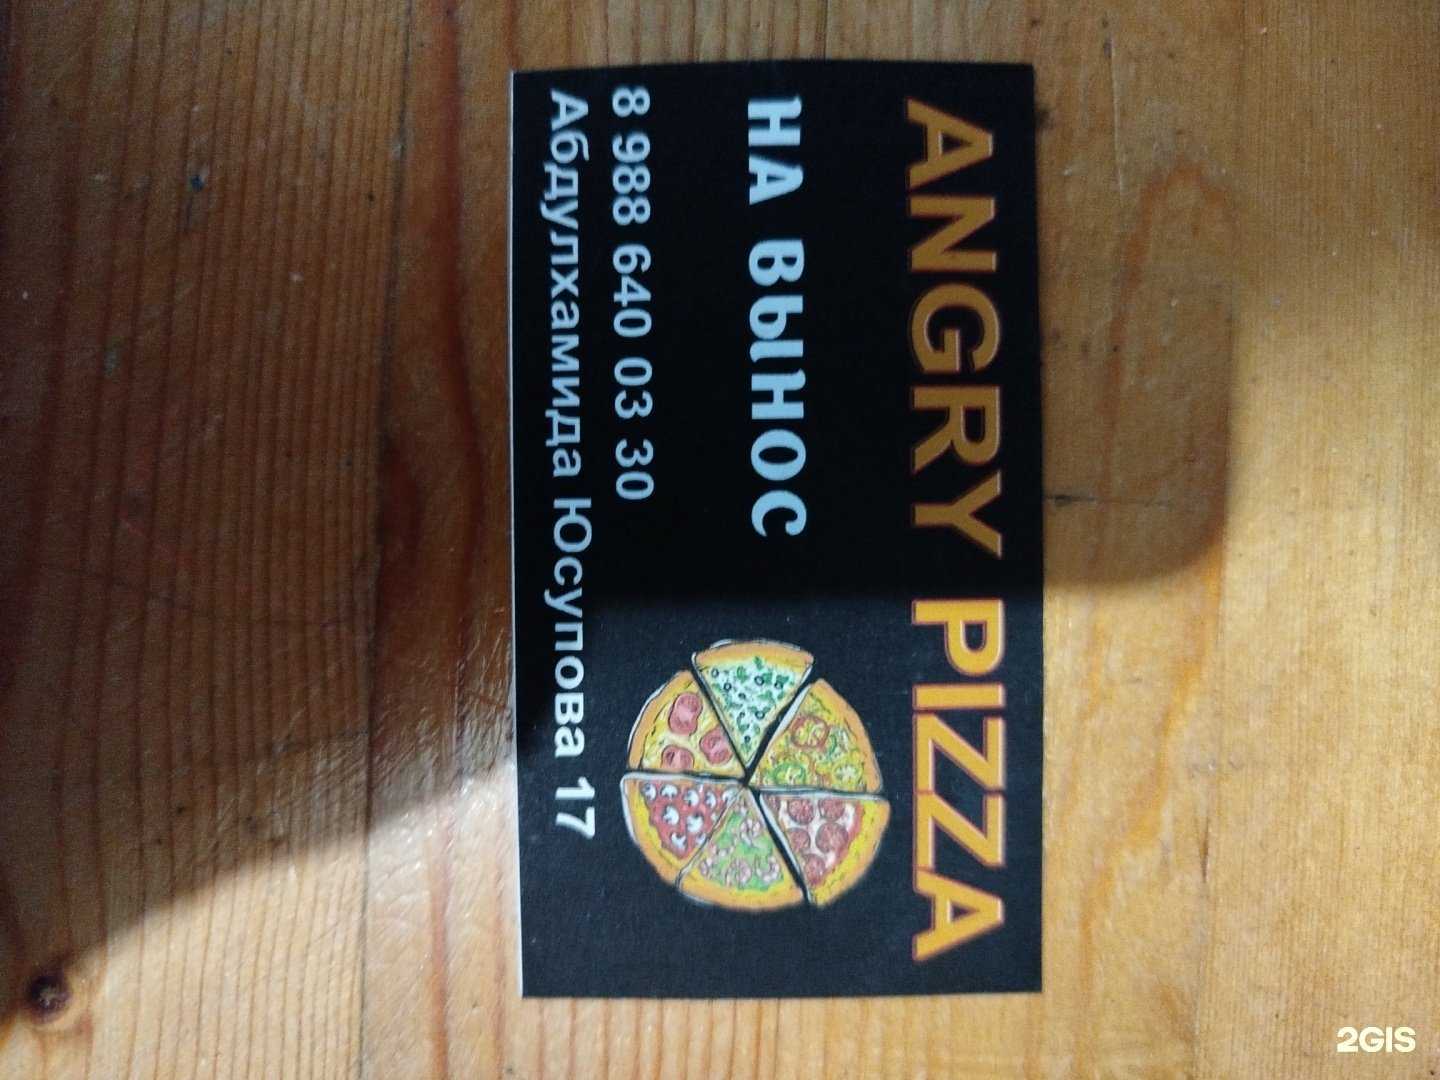 ANGRY PIZZA
НА ВЫНОС
8 988 640 03 30
Абдулхамида Юсупова 17
2GIS